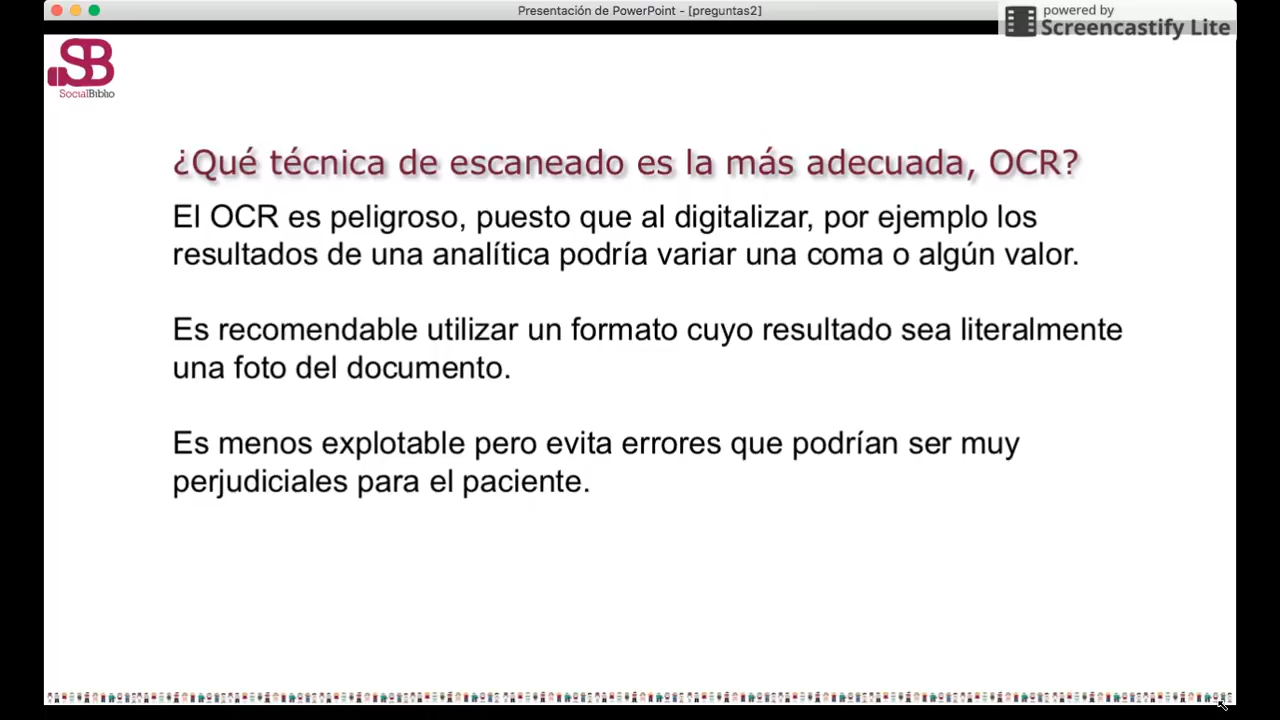 Presentación de PowerPoint - [preguntas2]
powered by
Screencastify Lite
SB
SocialBiblio
¿Qué técnica de escaneado es la más adecuada, OCR?
El OCR es peligroso, puesto que al digitalizar, por ejemplo los
resultados de una analítica podría variar una coma o algún valor.
Es recomendable utilizar un formato cuyo resultado sea literalmente
una foto del documento.
Es menos explotable pero evita errores que podrían ser muy
perjudiciales para el paciente.